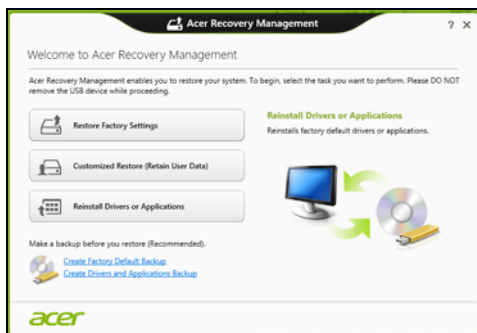 Acer Recovery Management
? X
Welcome to Acer Recovery Management
Acer Recovery Management enables you to restore your system. To begin, select the task you want to perform. Please DO NOT
remove the USB device while proceeding.
Restore Factory Settings
Customized Restore (Retain User Data)
Reinstall Drivers or Applications
Reinstall Drivers or Applications
Reinstalls factory default drivers or applications.
Make a backup before you restore (Recommended).
Create Factory Default Backup
Create Drivers and Applications Backup
acer